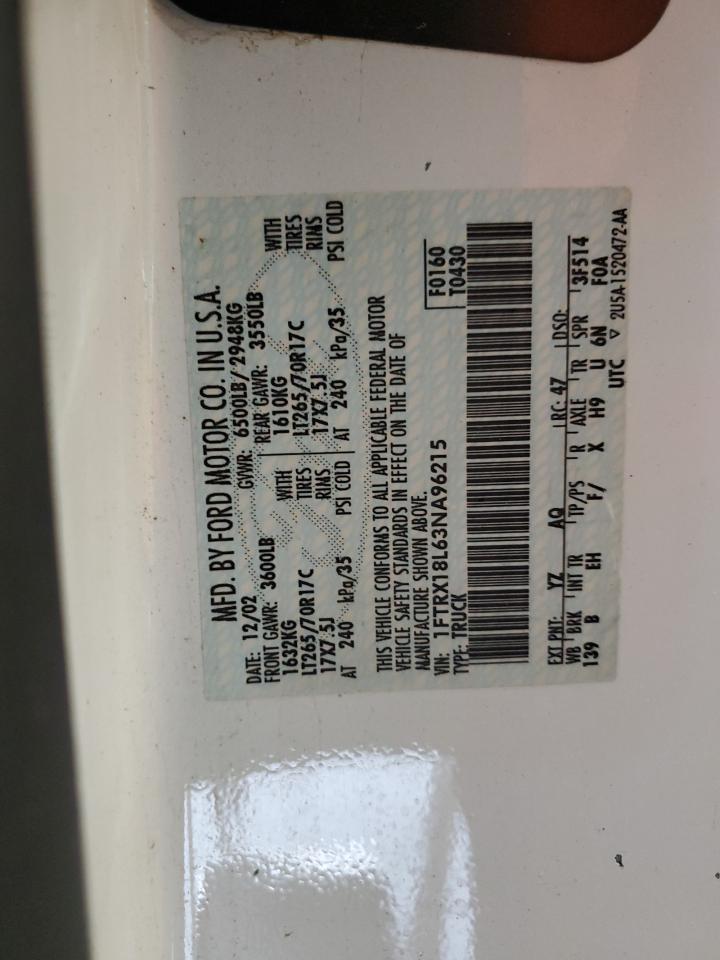 MFD. BY FORD MOTOR CO. IN U.S.A.
DATE: 12/02 GVWR: 6500LB/ 2948KG
FRONT GAWR: 3600LB REAR GAWR: 3550LB
1632KG WITH 1610KG WITH
LT265/70R17C TIRES LT265/70R17C TIRES
17X7.5J RIMS 17X7.5J RIMS
AT 240 kPa/35 PSI COLD AT 240 kPa/35 PSI COLD
THIS VEHICLE CONFORMS TO ALL APPLICABLE FEDERAL MOTOR
VEHICLE SAFETY STANDARDS IN EFFECT ON THE DATE OF
MANUFACTURE SHOWN ABOVE.
VIN: 1FTRX18L63NA96215 F0160
TYPE: TRUCK T0430
EXT PNT: YZ AQ RC: 47 DSO:
WB BRK INT TR TP/PS R AXLE TR SPR 3F514
139 B EH F/ X H9 U 6N F0A
UTC ▽ 2U5A-1520472-AA